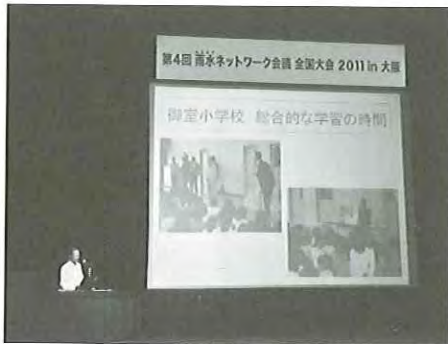 第4回 雨水ネットワーク会議 全国大会 2011 in 大阪
御室小学校 総合的な学習の時間